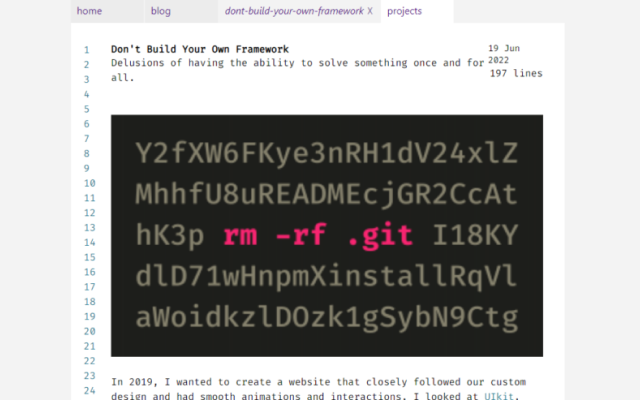 home blog dont-build-your-own-framework X projects
1 Don't Build Your Own Framework 19 Jun 2022
2 Delusions of having the ability to solve something once and for
3 all. 197 lines
4
5
6
7
8
9
10
11
12
13
14
15
16
17
18
19
20
21
22
23
24
Y2fXW6FKye3nRH1dV24xlZ
MhhfU8uREADMEcjGR2CcAt
hK3p rm -rf .git I18KY
dlD71wHnpmXinstallRqVl
aWoidkzlDOzk1gSybN9Ctg
In 2019, I wanted to create a website that closely followed our custom
design and had smooth animations and interactions. I looked at UIkit,